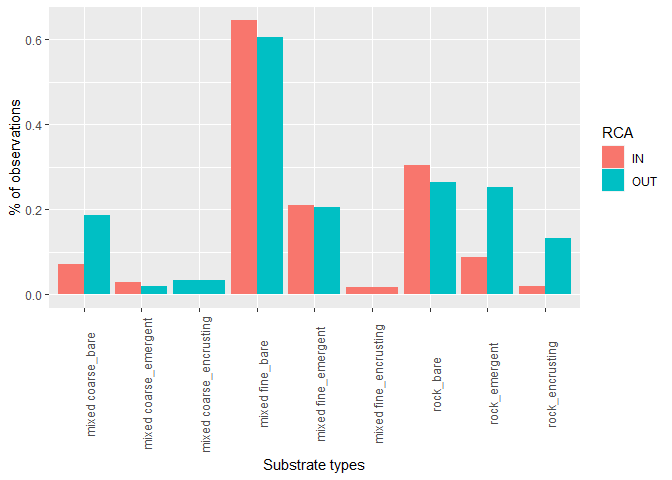 % of observations
0.6
0.4
0.2
0.0
mixed coarse_bare
mixed coarse_emergent
mixed coarse_encrusting
mixed fine_bare
mixed fine_emergent
mixed fine_encrusting
rock_bare
rock_emergent
rock_encrusting
Substrate types
RCA
IN
OUT